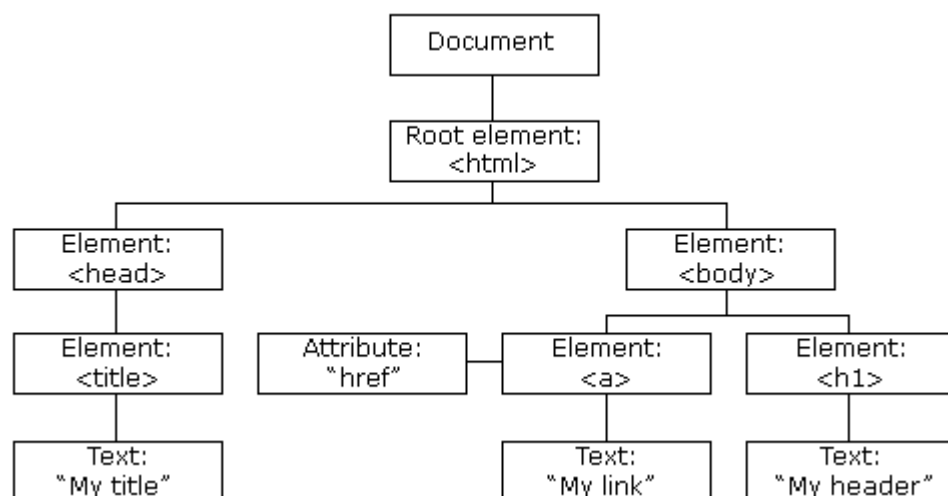 Document
Root element:
<html>
Element:
<head>
Element:
<body>
Element:
<title>
Attribute:
“href”
Element:
<a>
Element:
<h1>
Text:
“My title”
Text:
“My link”
Text:
“My header”